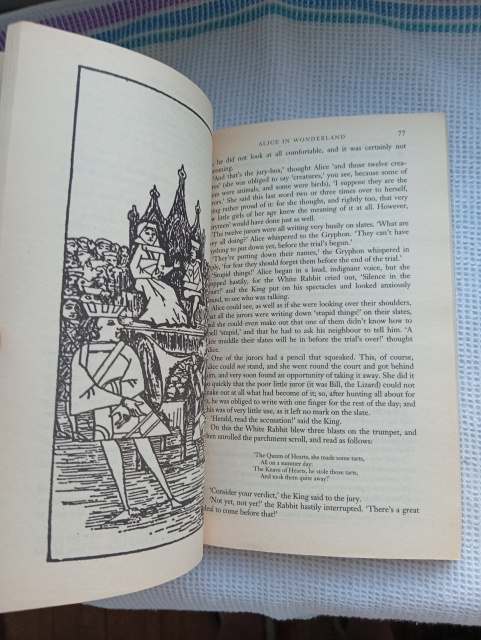 ALICE IN WONDERLAND 77
he did not look at all comfortable, and it was certainly not
'And that's the jury-box,' thought Alice 'and those twelve crea-
(she was obliged to say 'creatures,' you see, because some of
were animals, and some were birds), 'I suppose they are the
She said this last word two or three times over to herself,
rather proud of it: for she thought, and rightly too, that very
little girls of her age knew the meaning of it at all. However,
would have done just as well.
The twelve jurors were all writing very busily on slates. 'What are
all doing?' Alice whispered to the Gryphon. 'They can't have
to put down yet, before the trial's begun.'
'They're putting down their names,' the Gryphon whispered in
'for fear they should forget them before the end of the trial.'
'Stupid things!' Alice began in a loud, indignant voice, but she
hastily, for the White Rabbit cried out, 'Silence in the
and the King put on his spectacles and looked anxiously
to see who was talking.
Alice could see, as well as if she were looking over their shoulders,
all the jurors were writing down 'stupid things!' on their slates,
she could even make out that one of them didn't know how to
'stupid,' and that he had to ask his neighbour to tell him. 'A
muddle their slates will be in before the trial's over!' thought
One of the jurors had a pencil that squeaked. This, of course,
could not stand, and she went round the court and got behind
and very soon found an opportunity of taking it away. She did it
so quickly that the poor little juror (it was Bill, the Lizard) could not
make out at all what had become of it; so, after hunting all about for
he was obliged to write with one finger for the rest of the day; and
this was of very little use, as it left no mark on the slate.
'Herald, read the accusation!' said the King.
On this the White Rabbit blew three blasts on the trumpet, and
then unrolled the parchment scroll, and read as follows:
'The Queen of Hearts, she made some tarts,
All on a summer day:
The Knave of Hearts, he stole those tarts,
And took them quite away!'
'Consider your verdict,' the King said to the jury.
'Not yet, not yet!' the Rabbit hastily interrupted. 'There's a great
deal to come before that!'